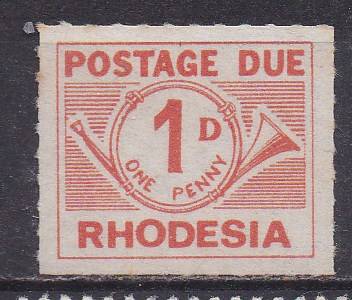 POSTAGE DUE
1D
ONE PENNY
RHODESIA